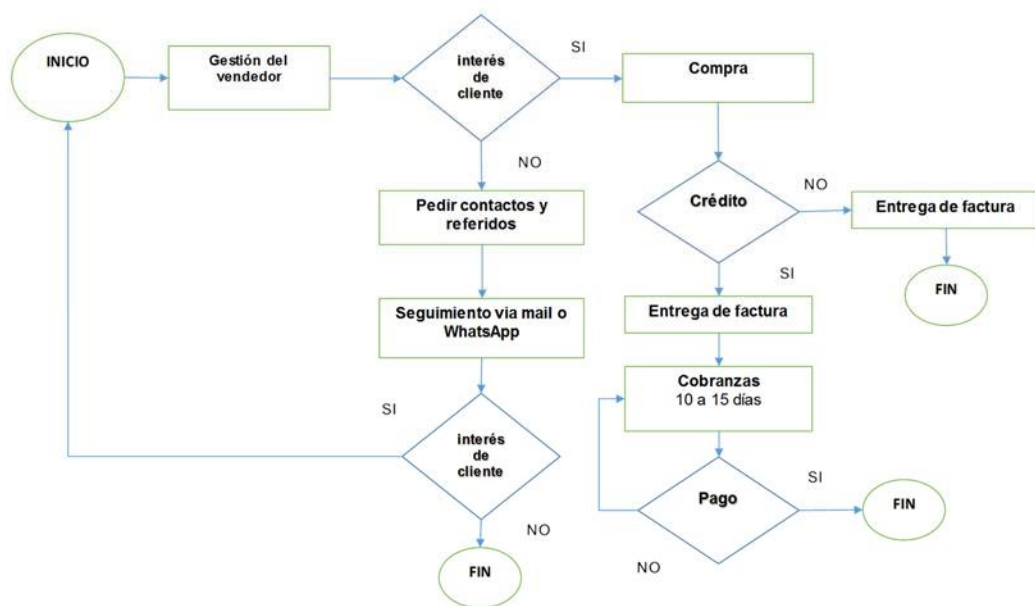 INICIO
Gestión del
vendedor
interés
de
cliente
SI
Compra
NO
Pedir contactos y
referidos
Crédito
NO
Entrega de factura
FIN
SI
Seguimiento via mail o
WhatsApp
Entrega de factura
Cobranzas
10 a 15 días
SI
interés
de
cliente
NO
FIN
Pago
SI
FIN
NO